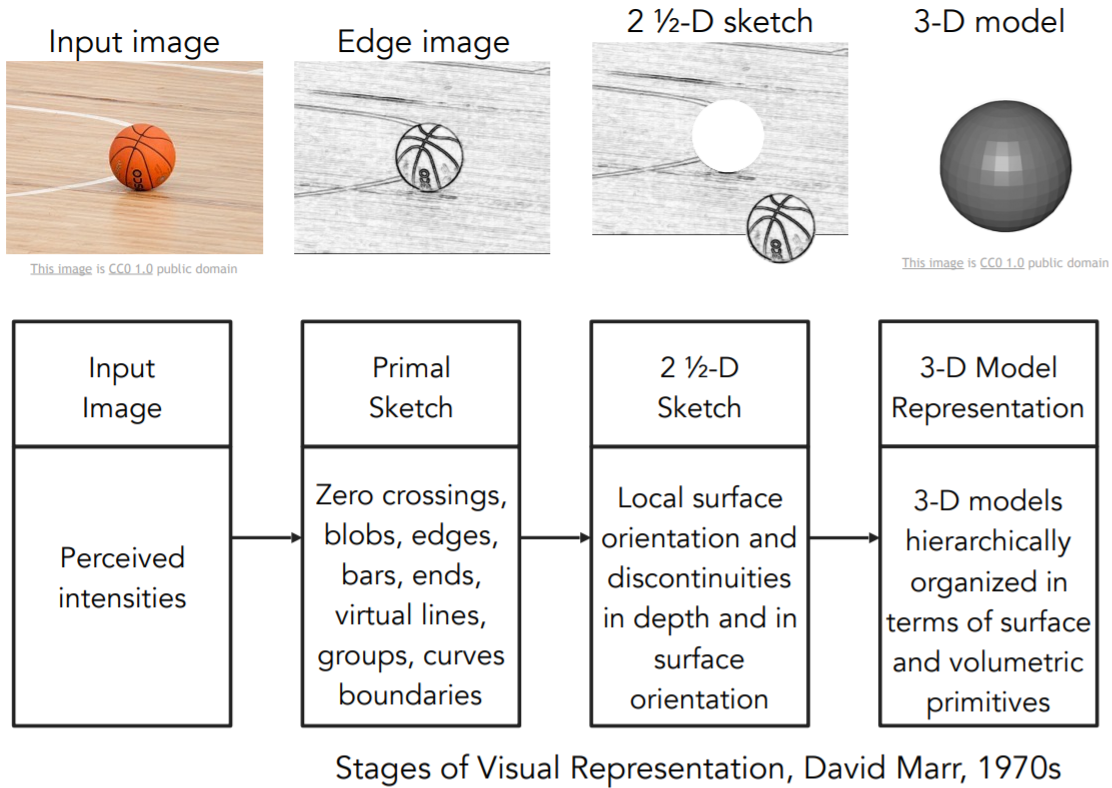 Input image
Edge image
2 ½-D sketch
3-D model
This image is CC0 1.0 public domain
This image is CC0 1.0 public domain
Input
Image
Perceived
intensities
Primal
Sketch
Zero crossings,
blobs, edges,
bars, ends,
virtual lines,
groups, curves
boundaries
2 ½-D
Sketch
Local surface
orientation and
discontinuities
in depth and in
surface
orientation
3-D Model
Representation
3-D models
hierarchically
organized in
terms of surface
and volumetric
primitives
Stages of Visual Representation, David Marr, 1970s